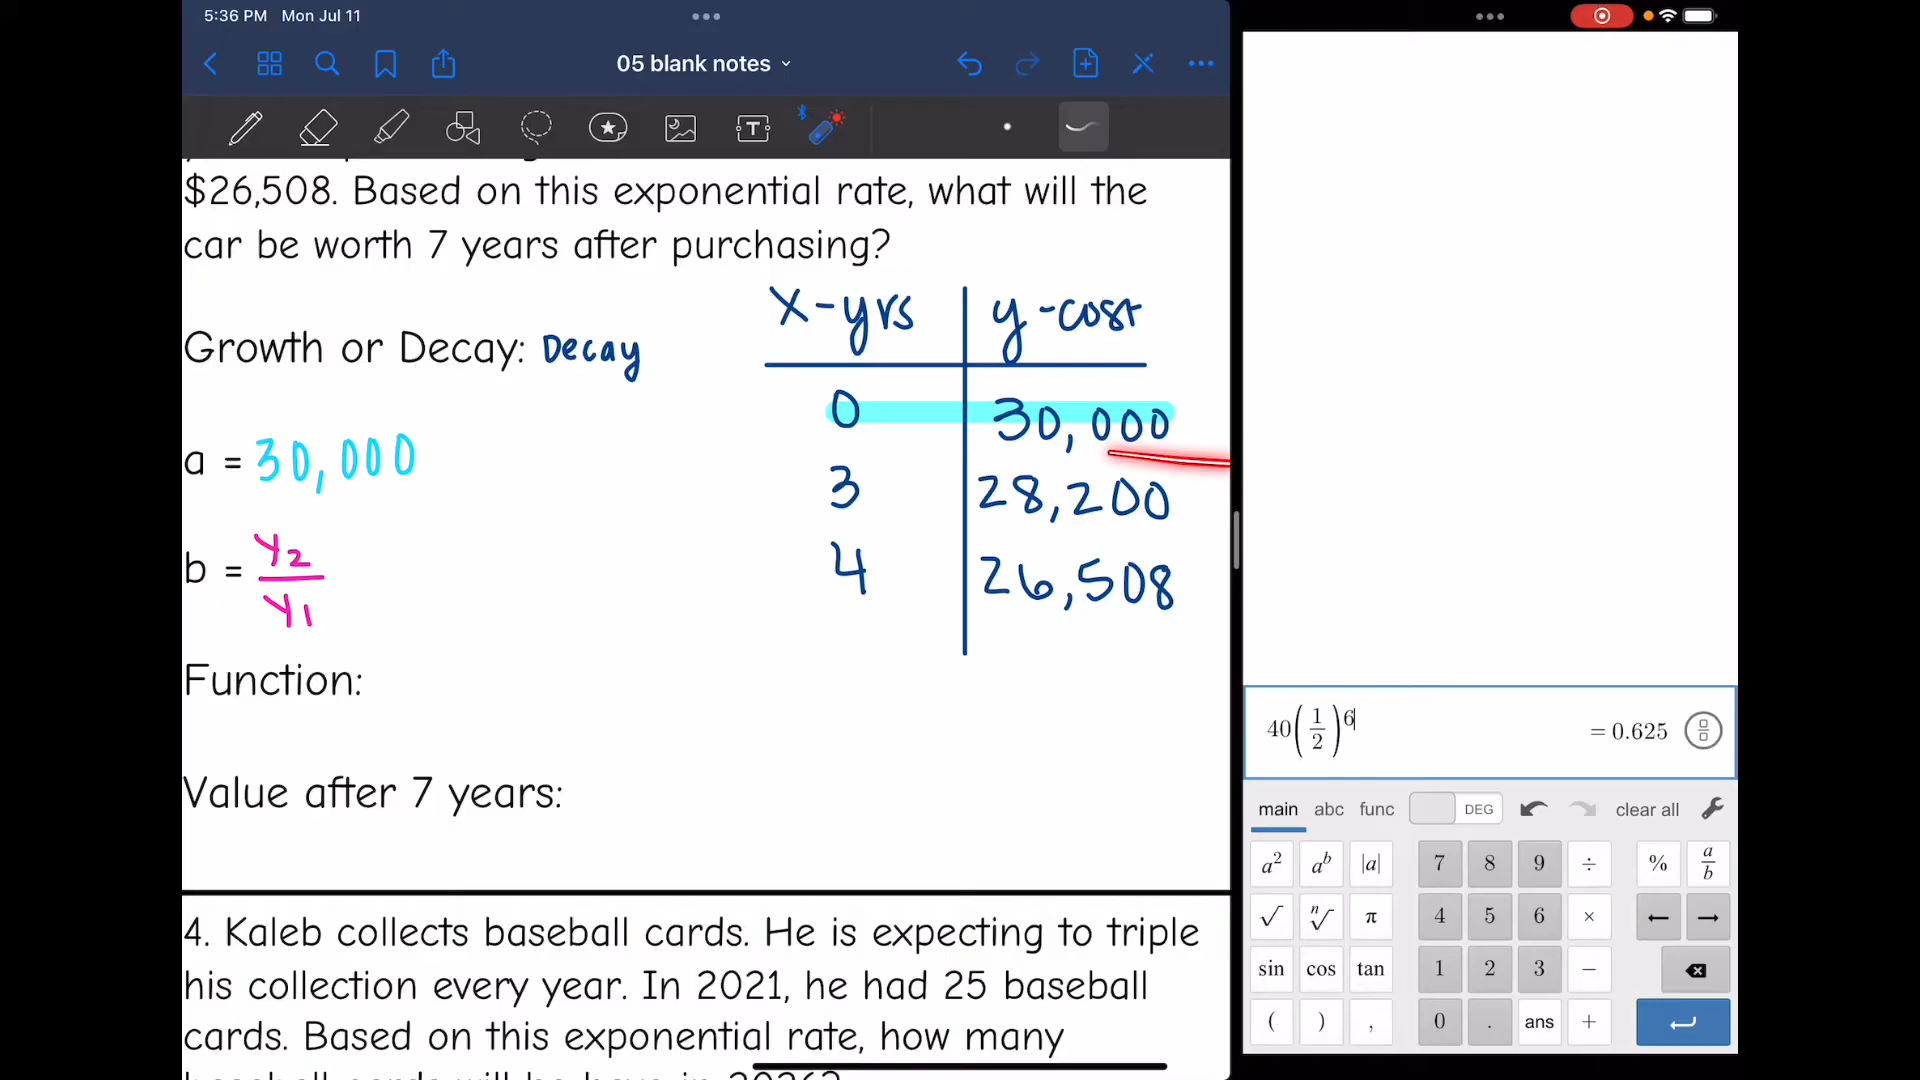 5:36 PM Mon Jul 11
05 blank notes
$26,508. Based on this exponential rate, what will the
car be worth 7 years after purchasing?
x-yrs y-cost
Growth or Decay: Decay
0 30,000
a = 30,000
3 28,200
b = y2/y1
4 26,508
Function:
Value after 7 years:
4. Kaleb collects baseball cards. He is expecting to triple
his collection every year. In 2021, he had 25 baseball
cards. Based on this exponential rate, how many
40(1/2)^6 = 0.625
main abc func DEG clear all
a² aᵇ |a| 7 8 9 ÷ % a/b
√ ⁿ√ π 4 5 6 × ← →
sin cos tan 1 2 3 −
( ) , 0 . ans +